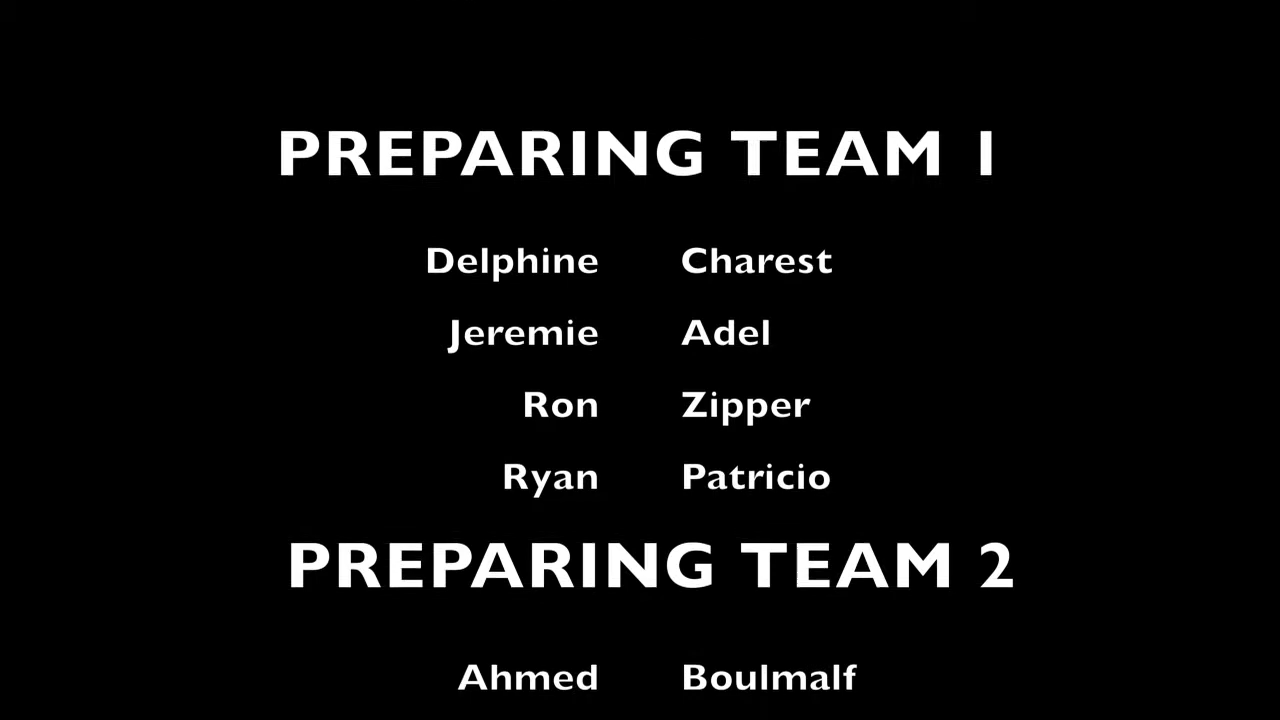 PREPARING TEAM 1
Delphine Charest
Jeremie Adel
Ron Zipper
Ryan Patricio
PREPARING TEAM 2
Ahmed Boulmalf